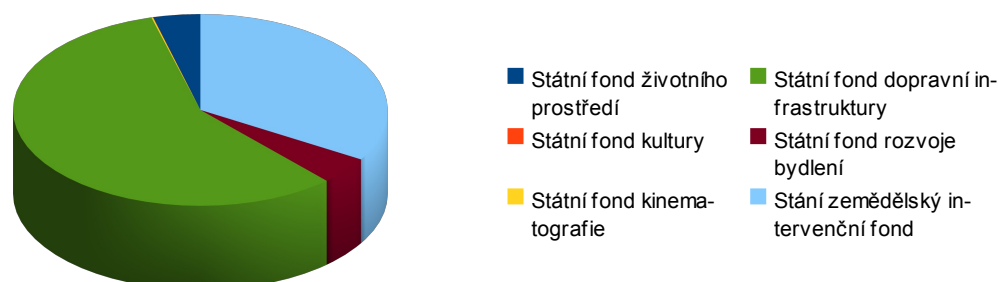 Státní fond životního
prostředí
Státní fond dopravní in-
frastruktury
Státní fond kultury
Státní fond rozvoje
bydlení
Státní fond kinema-
tografie
Stání zemědělský in-
tervenční fond